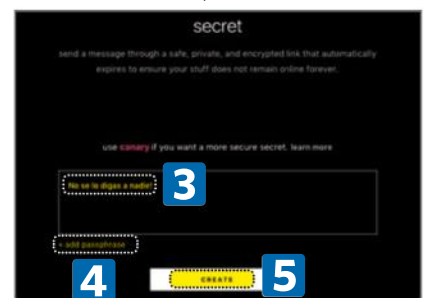 secret
send a message through a safe, private, and encrypted link that automatically
expires to ensure your stuff does not remain online forever.
use canary if you want a more secure secret. learn more
No se lo digas a nadie!
3
+ add passphrase
4
CREATE
5